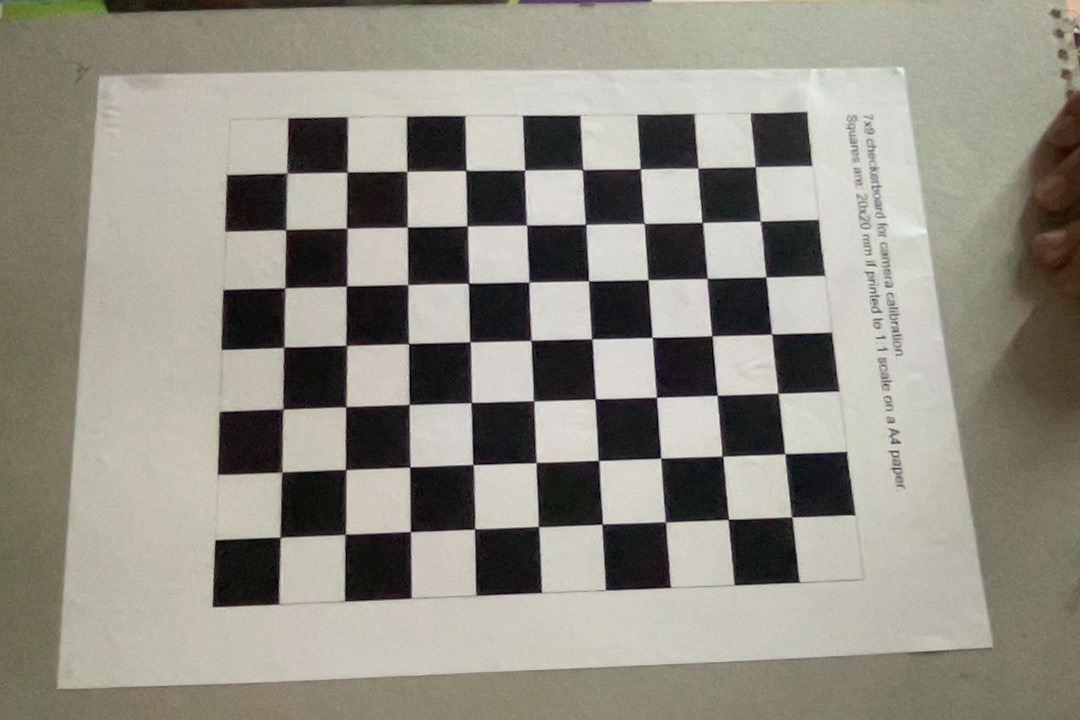 7x9 checkerboard for camera calibration.
Squares are: 20x20 mm if printed to 1:1 scale on a A4 paper.